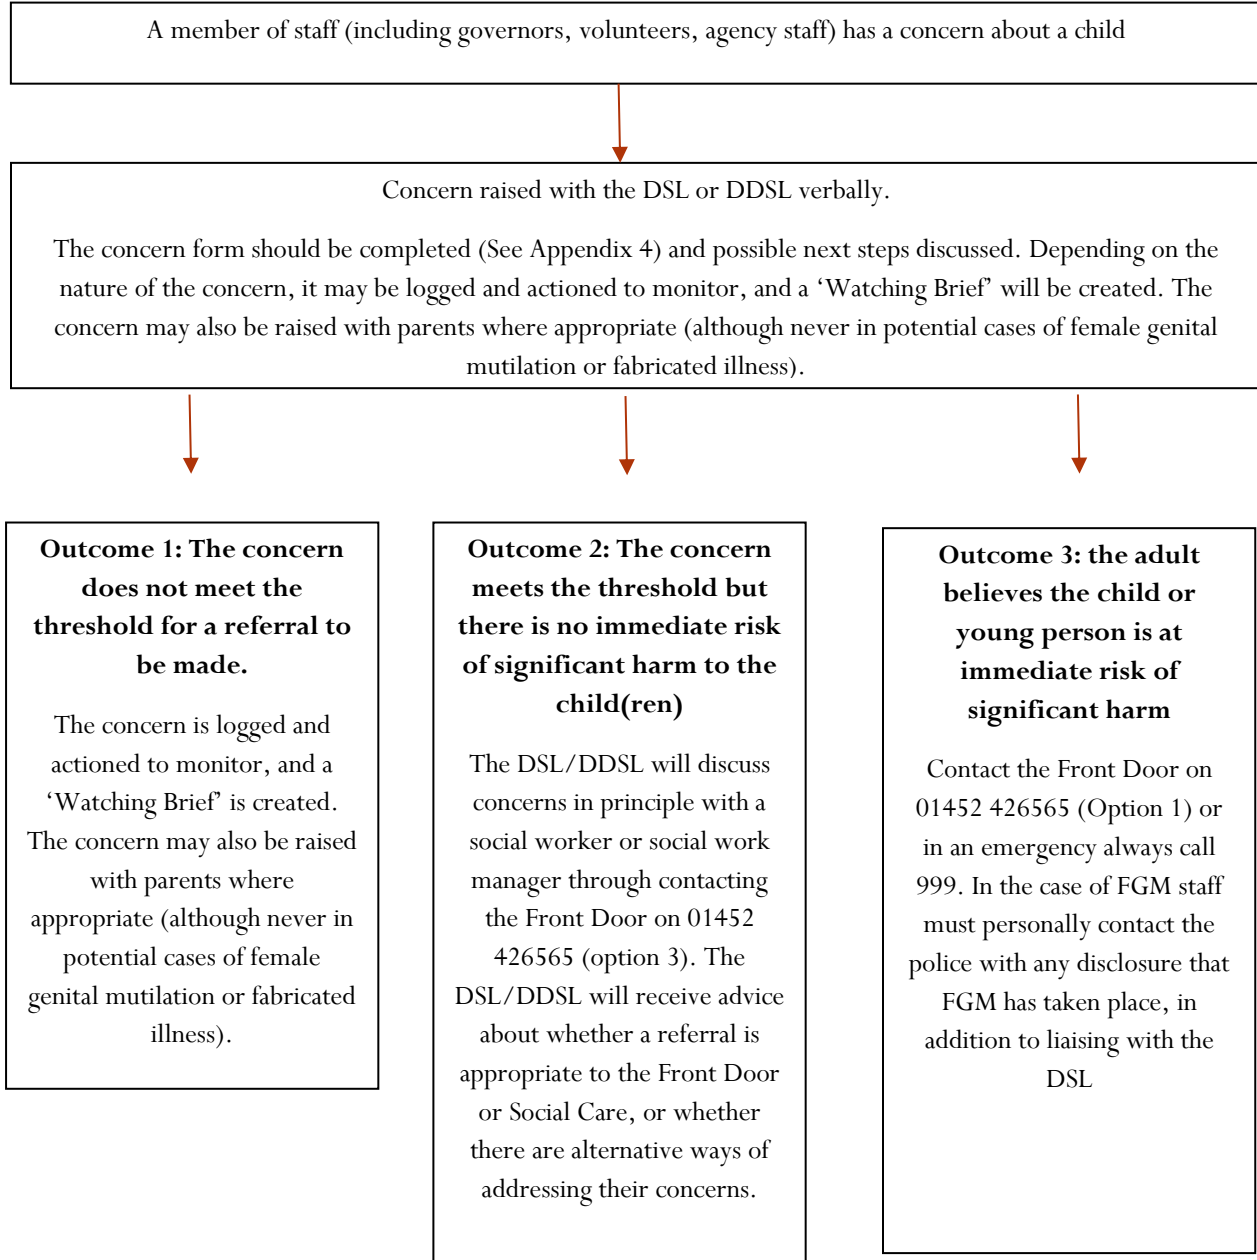 A member of staff (including governors, volunteers, agency staff) has a concern about a child
Concern raised with the DSL or DDSL verbally.
The concern form should be completed (See Appendix 4) and possible next steps discussed. Depending on the
nature of the concern, it may be logged and actioned to monitor, and a ‘Watching Brief’ will be created. The
concern may also be raised with parents where appropriate (although never in potential cases of female genital
mutilation or fabricated illness).
Outcome 1: The concern
does not meet the
threshold for a referral to
be made.
The concern is logged and
actioned to monitor, and a
‘Watching Brief’ is created.
The concern may also be raised
with parents where
appropriate (although never in
potential cases of female
genital mutilation or fabricated
illness).
Outcome 2: The concern
meets the threshold but
there is no immediate risk
of significant harm to the
child(ren)
The DSL/DDSL will discuss
concerns in principle with a
social worker or social work
manager through contacting
the Front Door on 01452
426565 (option 3). The
DSL/DDSL will receive advice
about whether a referral is
appropriate to the Front Door
or Social Care, or whether
there are alternative ways of
addressing their concerns.
Outcome 3: the adult
believes the child or
young person is at
immediate risk of
significant harm
Contact the Front Door on
01452 426565 (Option 1) or
in an emergency always call
999. In the case of FGM staff
must personally contact the
police with any disclosure that
FGM has taken place, in
addition to liaising with the
DSL